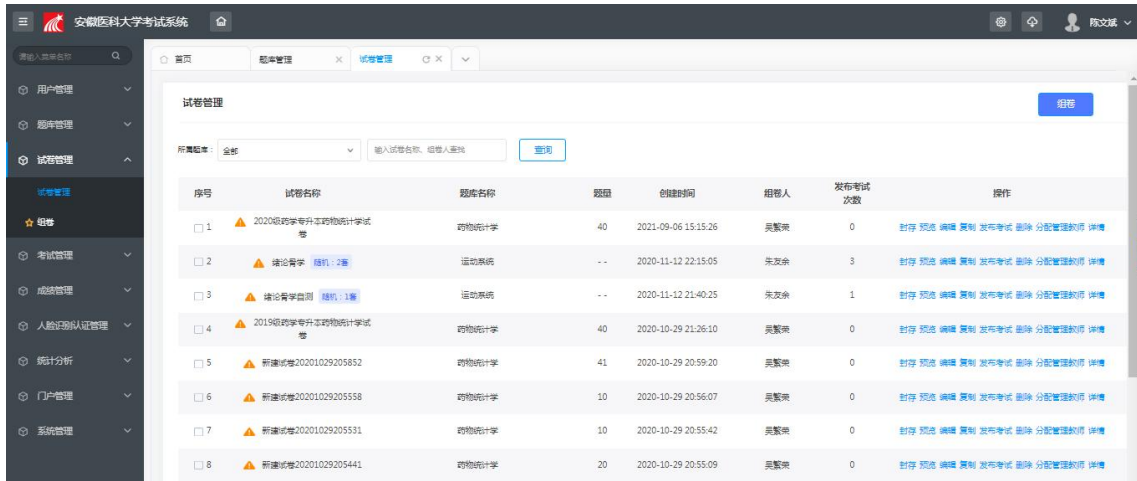 安徽医科大学考试系统
陈文斌
请输入菜单名称
首页
题库管理
试卷管理
用户管理
题库管理
试卷管理
试卷管理
组卷
考试管理
成绩管理
人脸识别认证管理
统计分析
门户管理
系统管理
试卷管理
组卷
所属题库： 全部 输入试卷名称、组卷人查找 查询
序号 试卷名称 题库名称 题量 创建时间 组卷人 发布考试次数 操作
1 2020级药学专升本药物统计学试卷 药物统计学 40 2021-09-06 15:15:26 吴繁荣 0 封存 预览 编辑 复制 发布考试 删除 分配管理教师 详情
2 绪论骨学 随机：2套 运动系统 - - 2020-11-12 22:15:05 朱友余 3 封存 预览 编辑 复制 发布考试 删除 分配管理教师 详情
3 绪论骨学自测 随机：1套 运动系统 - - 2020-11-12 21:40:25 朱友余 1 封存 预览 编辑 复制 发布考试 删除 分配管理教师 详情
4 2019级药学专升本药物统计学试卷 药物统计学 40 2020-10-29 21:26:10 吴繁荣 0 封存 预览 编辑 复制 发布考试 删除 分配管理教师 详情
5 新建试卷20201029205852 药物统计学 41 2020-10-29 20:59:20 吴繁荣 0 封存 预览 编辑 复制 发布考试 删除 分配管理教师 详情
6 新建试卷20201029205558 药物统计学 10 2020-10-29 20:56:07 吴繁荣 0 封存 预览 编辑 复制 发布考试 删除 分配管理教师 详情
7 新建试卷20201029205531 药物统计学 10 2020-10-29 20:55:42 吴繁荣 0 封存 预览 编辑 复制 发布考试 删除 分配管理教师 详情
8 新建试卷20201029205441 药物统计学 20 2020-10-29 20:55:09 吴繁荣 0 封存 预览 编辑 复制 发布考试 删除 分配管理教师 详情